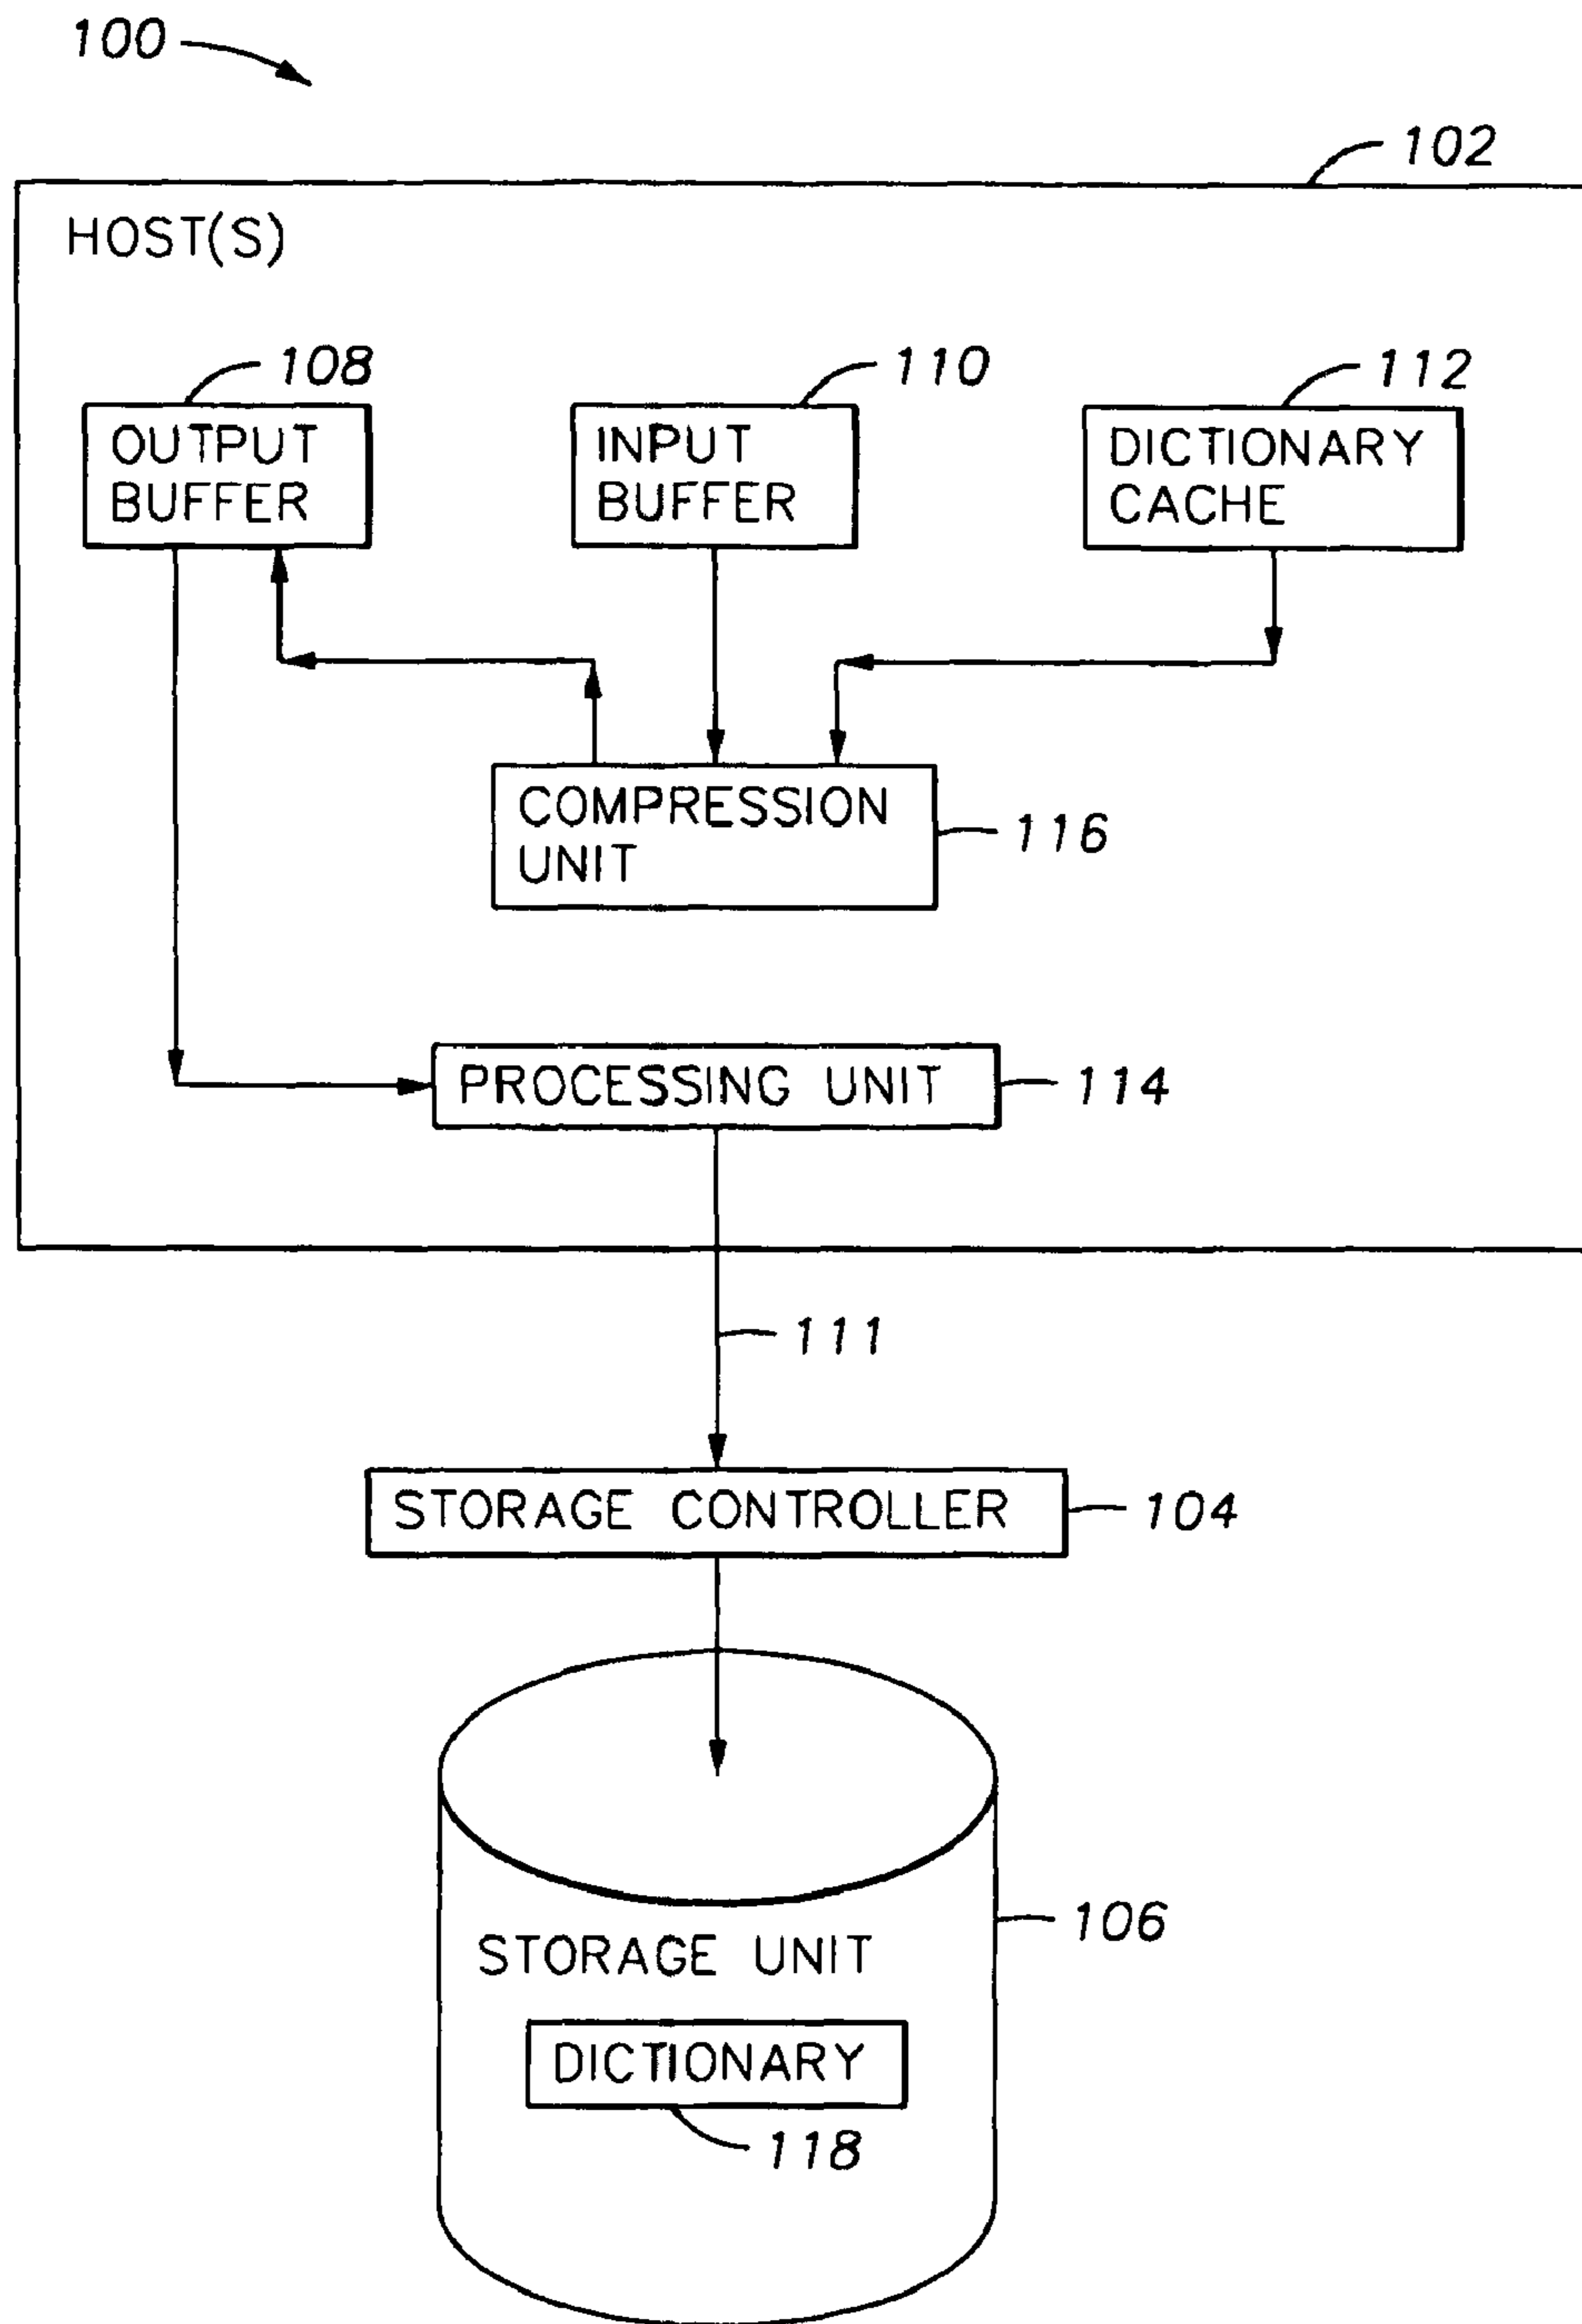 100
102
HOST(S)
108
110
112
OUTPUT
BUFFER
INPUT
BUFFER
DICTIONARY
CACHE
COMPRESSION
UNIT
116
PROCESSING UNIT
114
111
STORAGE CONTROLLER
104
106
STORAGE UNIT
DICTIONARY
118